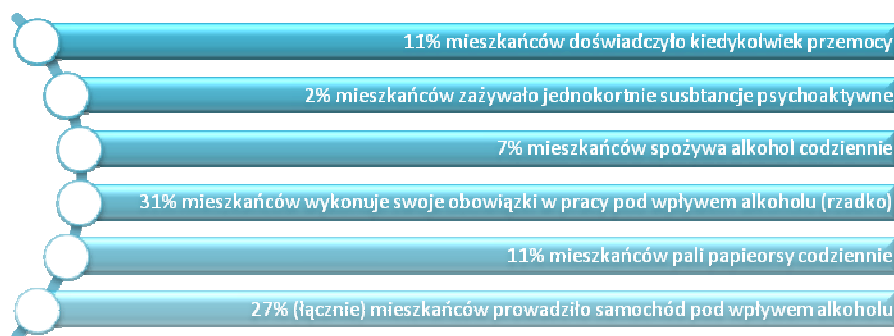 11% mieszkańców doświadczyło kiedykolwiek przemocy
2% mieszkańców zażywało jednokortnie susbtancje psychoaktywne
7% mieszkańców spożywa alkohol codziennie
31% mieszkańców wykonuje swoje obowiązki w pracy pod wpływem alkoholu (rzadko)
11% mieszkańców pali papieorsy codziennie
27% (łącznie) mieszkańców prowadziło samochód pod wpływem alkoholu